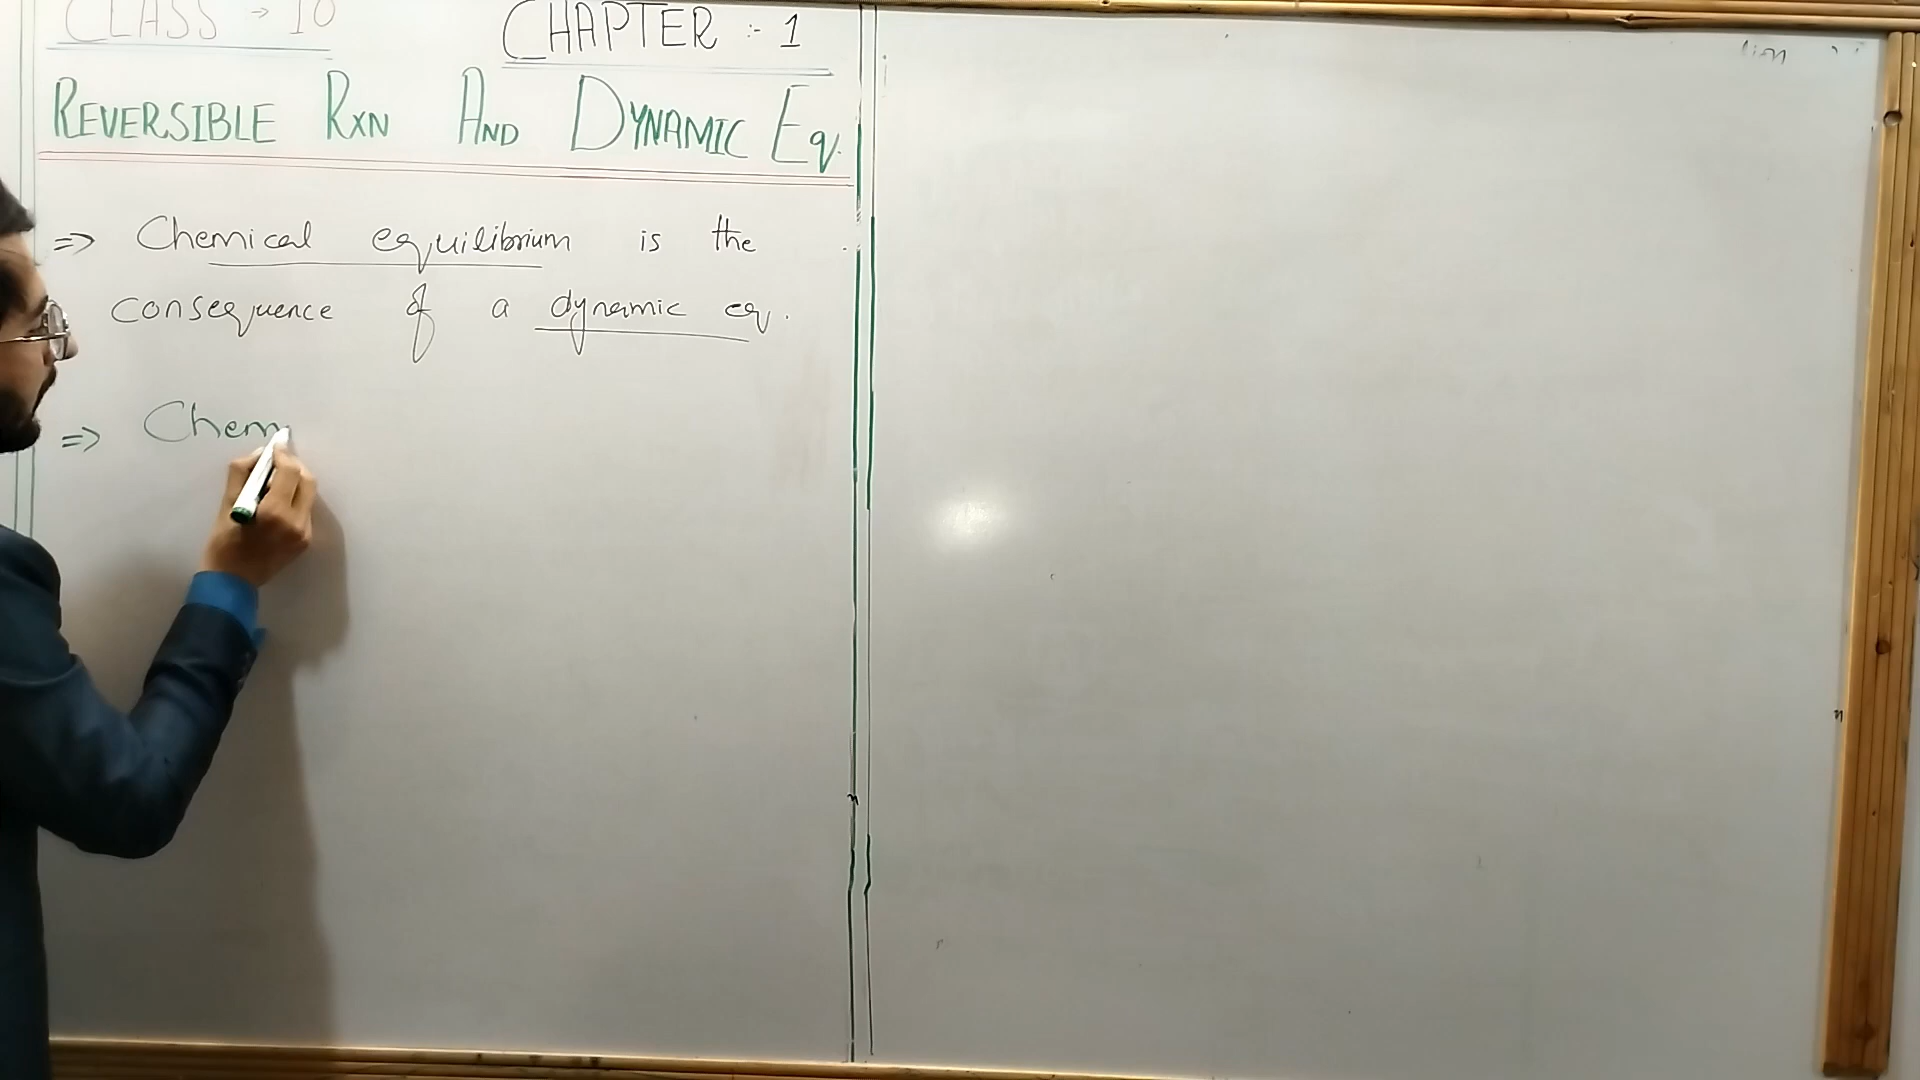 CLASS → 10
CHAPTER :- 1
REVERSIBLE RXN AND DYNAMIC Eq.
⇒ Chemical equilibrium is the
consequence of a dynamic eq.
⇒ Chem